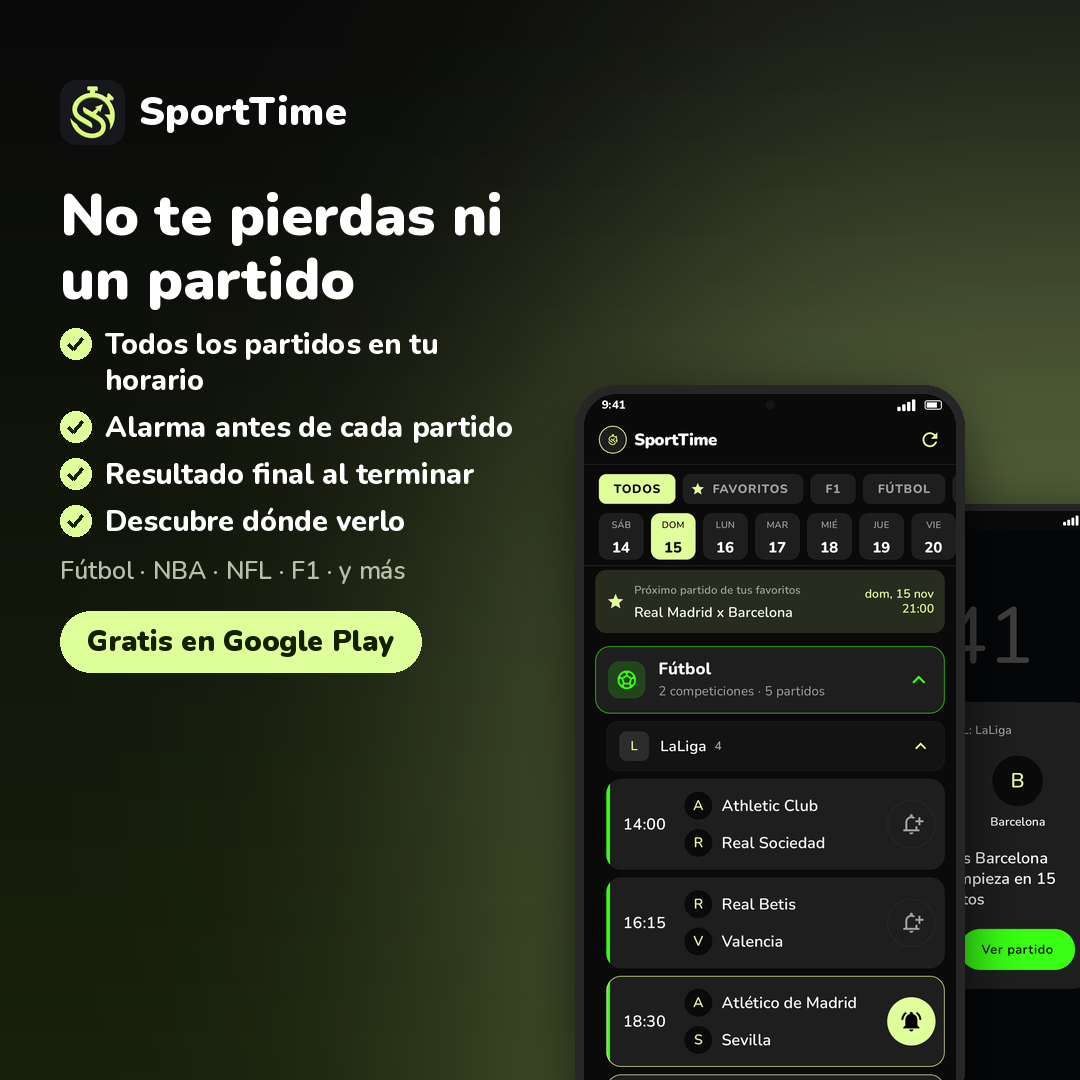 SportTime
No te pierdas ni
un partido
Todos los partidos en tu
horario
Alarma antes de cada partido
Resultado final al terminar
Descubre dónde verlo
Fútbol · NBA · NFL · F1 · y más
Gratis en Google Play
9:41
SportTime
TODOS
FAVORITOS
F1
FÚTBOL
SÁB DOM LUN MAR MIÉ JUE VIE
14 15 16 17 18 19 20
Próximo partido de tus favoritos
Real Madrid x Barcelona
dom, 15 nov
21:00
Fútbol
2 competiciones · 5 partidos
L LaLiga 4
14:00
A Athletic Club
R Real Sociedad
16:15
R Real Betis
V Valencia
18:30
A Atlético de Madrid
S Sevilla
41
: LaLiga
B
Barcelona
s Barcelona
mpieza en 15
tos
Ver partido